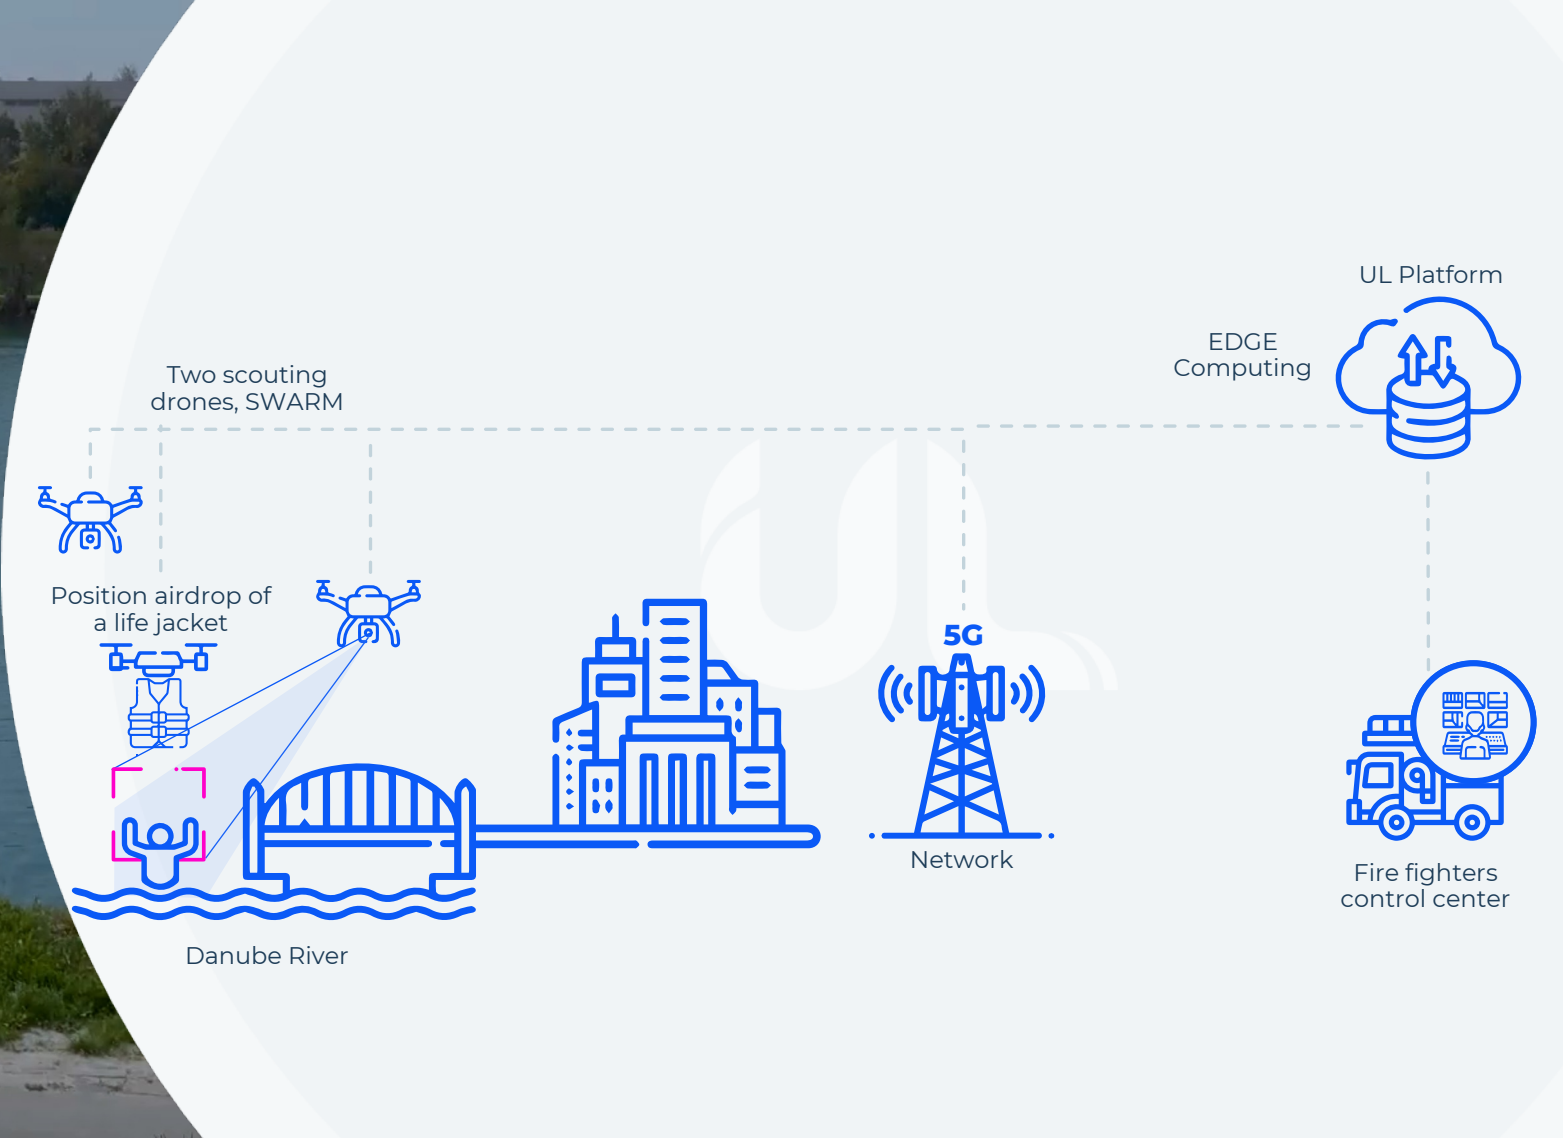 UL Platform
EDGE
Computing
Two scouting
drones, SWARM
Position airdrop of
a life jacket
UL
5G
Network
Fire fighters
control center
Danube River